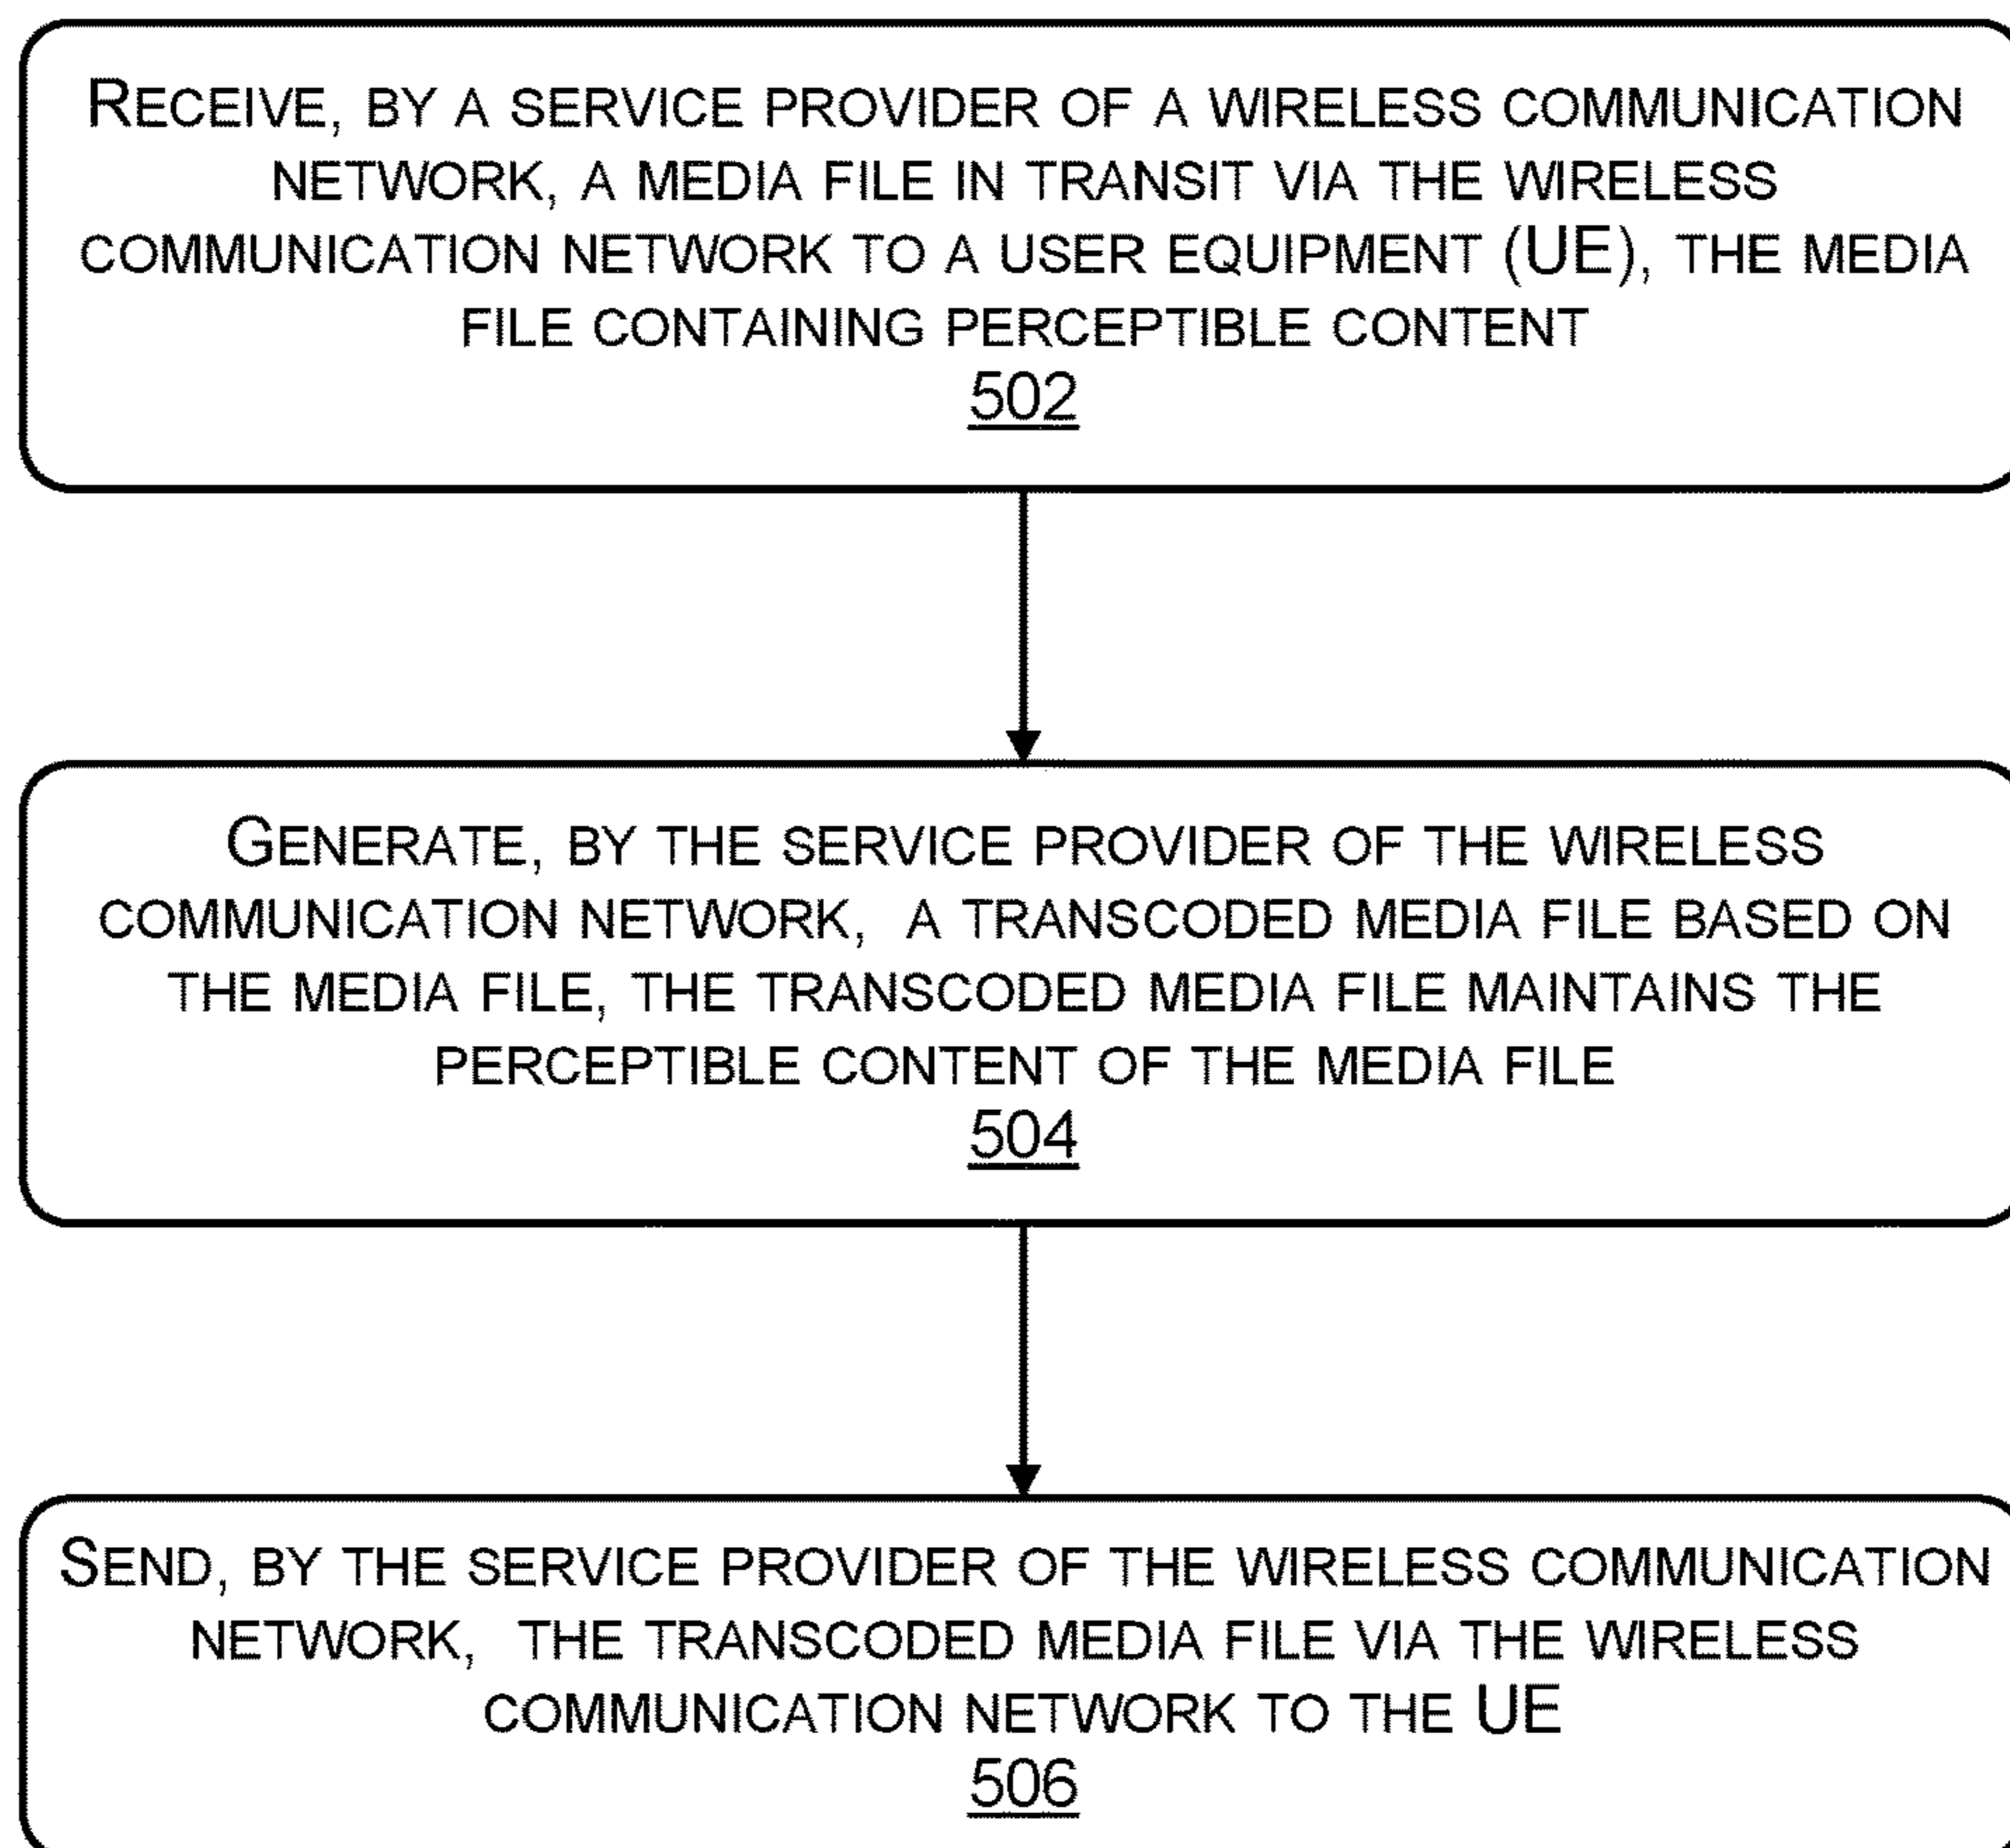 RECEIVE, BY A SERVICE PROVIDER OF A WIRELESS COMMUNICATION
NETWORK, A MEDIA FILE IN TRANSIT VIA THE WIRELESS
COMMUNICATION NETWORK TO A USER EQUIPMENT (UE), THE MEDIA
FILE CONTAINING PERCEPTIBLE CONTENT
502
GENERATE, BY THE SERVICE PROVIDER OF THE WIRELESS
COMMUNICATION NETWORK, A TRANSCODED MEDIA FILE BASED ON
THE MEDIA FILE, THE TRANSCODED MEDIA FILE MAINTAINS THE
PERCEPTIBLE CONTENT OF THE MEDIA FILE
504
SEND, BY THE SERVICE PROVIDER OF THE WIRELESS COMMUNICATION
NETWORK, THE TRANSCODED MEDIA FILE VIA THE WIRELESS
COMMUNICATION NETWORK TO THE UE
506